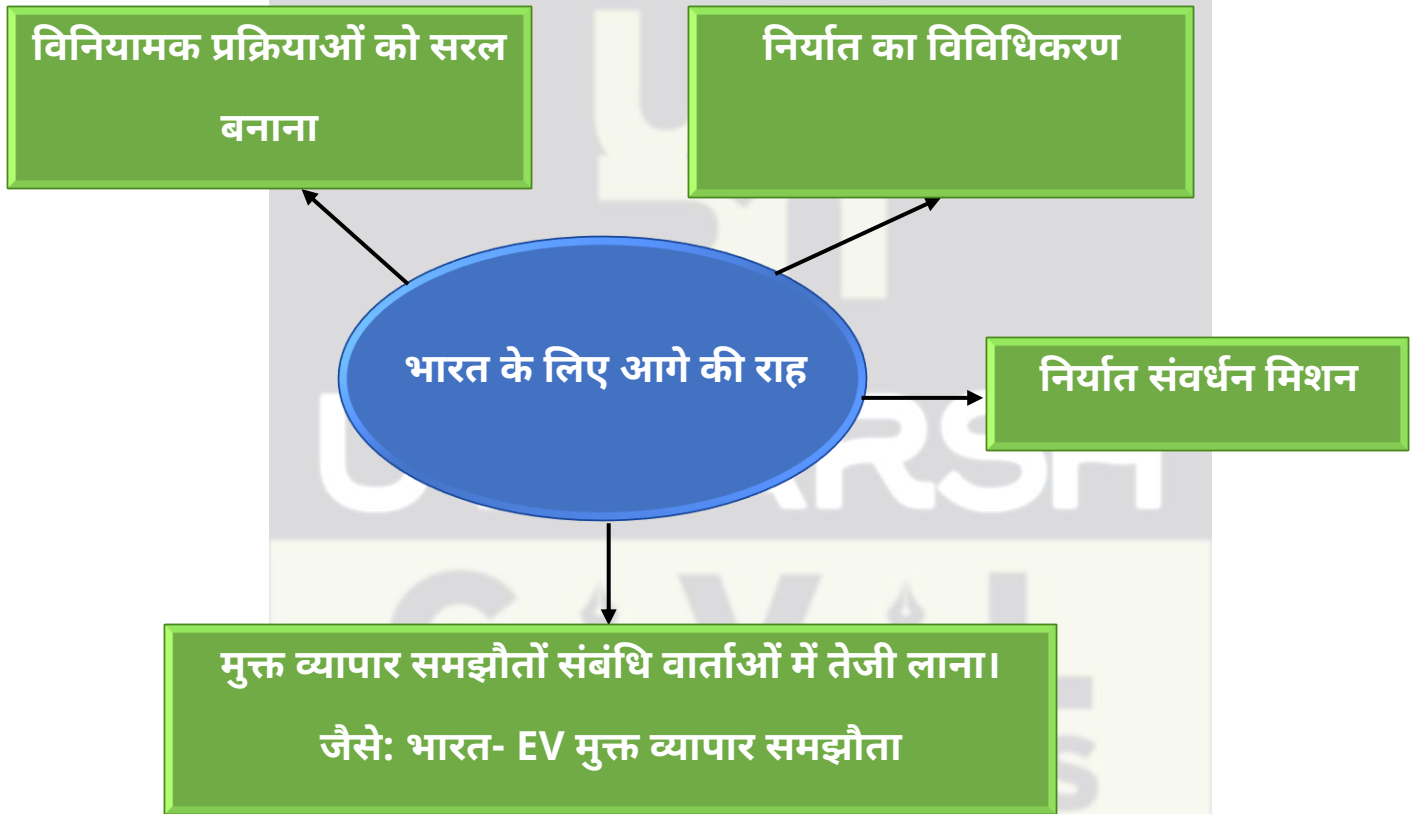 विनियामक प्रक्रियाओं को सरल
बनाना
निर्यात का विविधिकरण
भारत के लिए आगे की राह
निर्यात संवर्धन मिशन
मुक्त व्यापार समझौतों संबंधि वार्ताओं में तेजी लाना।
जैसे: भारत- EV मुक्त व्यापार समझौता